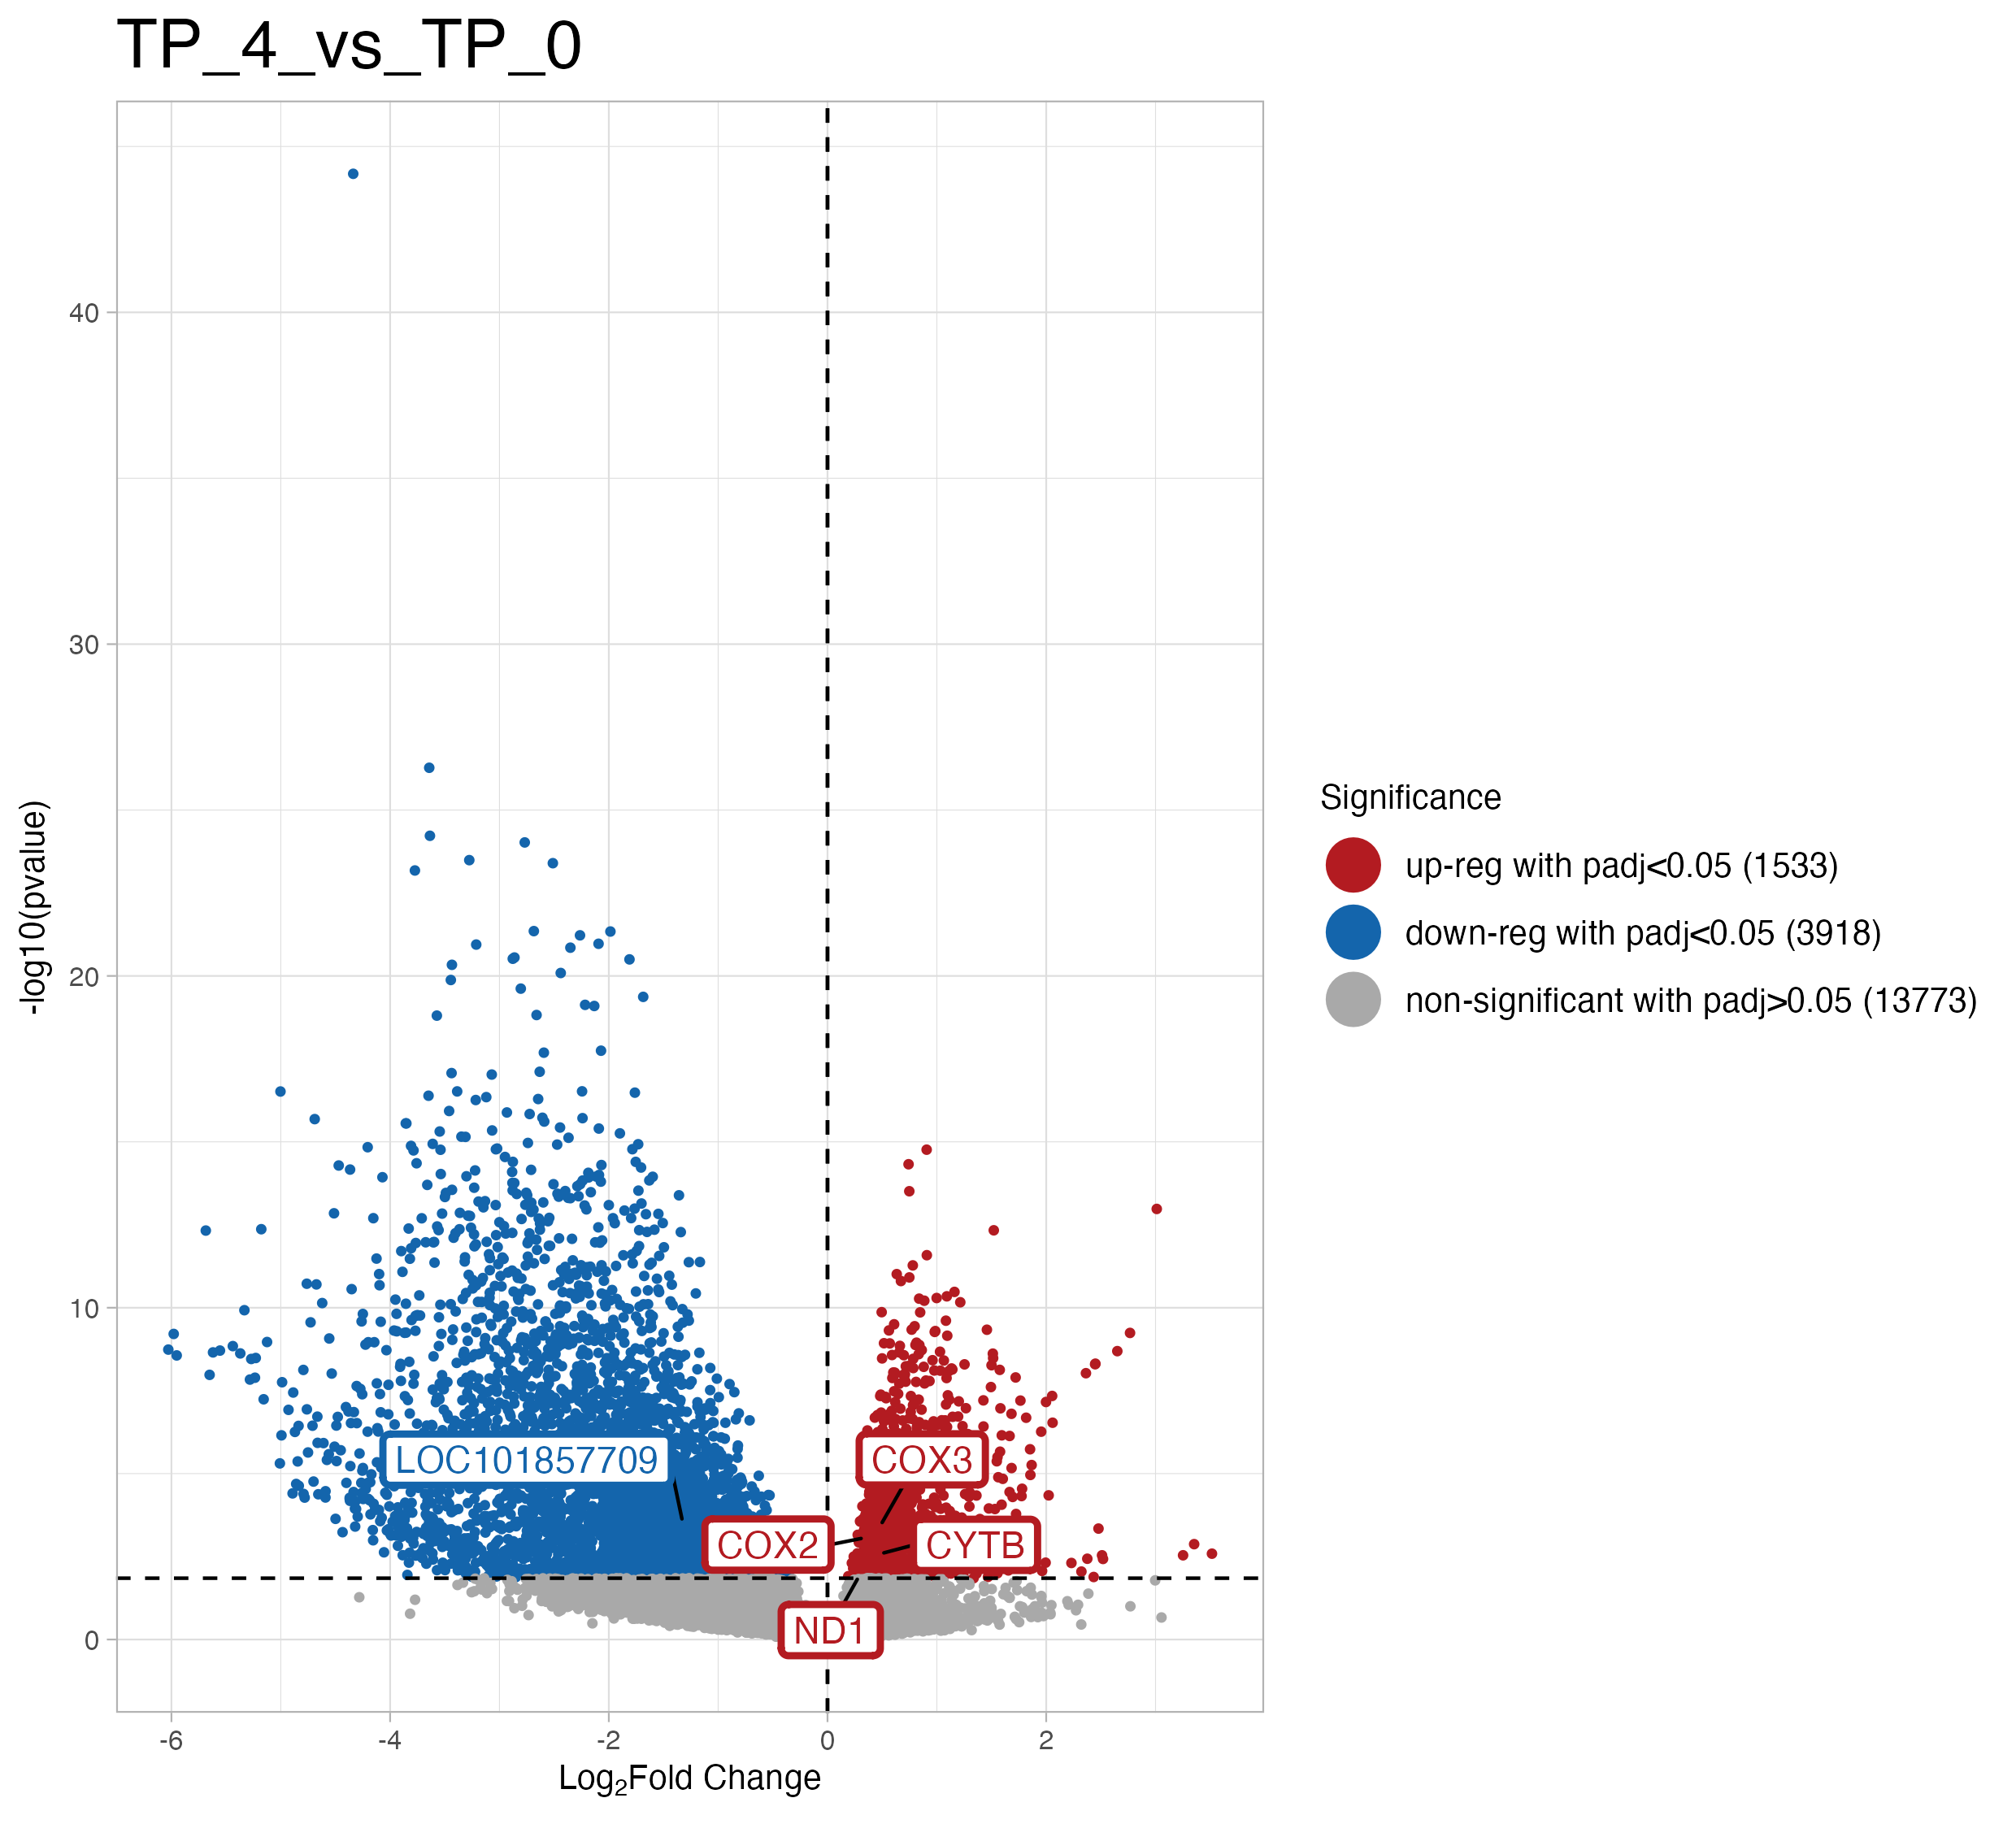 TP_4_vs_TP_0
40
30
20
10
0
-log10(pvalue)
LOC101857709
COX3
COX2
CYTB
ND1
-6
-4
-2
0
2
Log₂Fold Change
Significance
up-reg with padj<0.05 (1533)
down-reg with padj<0.05 (3918)
non-significant with padj>0.05 (13773)